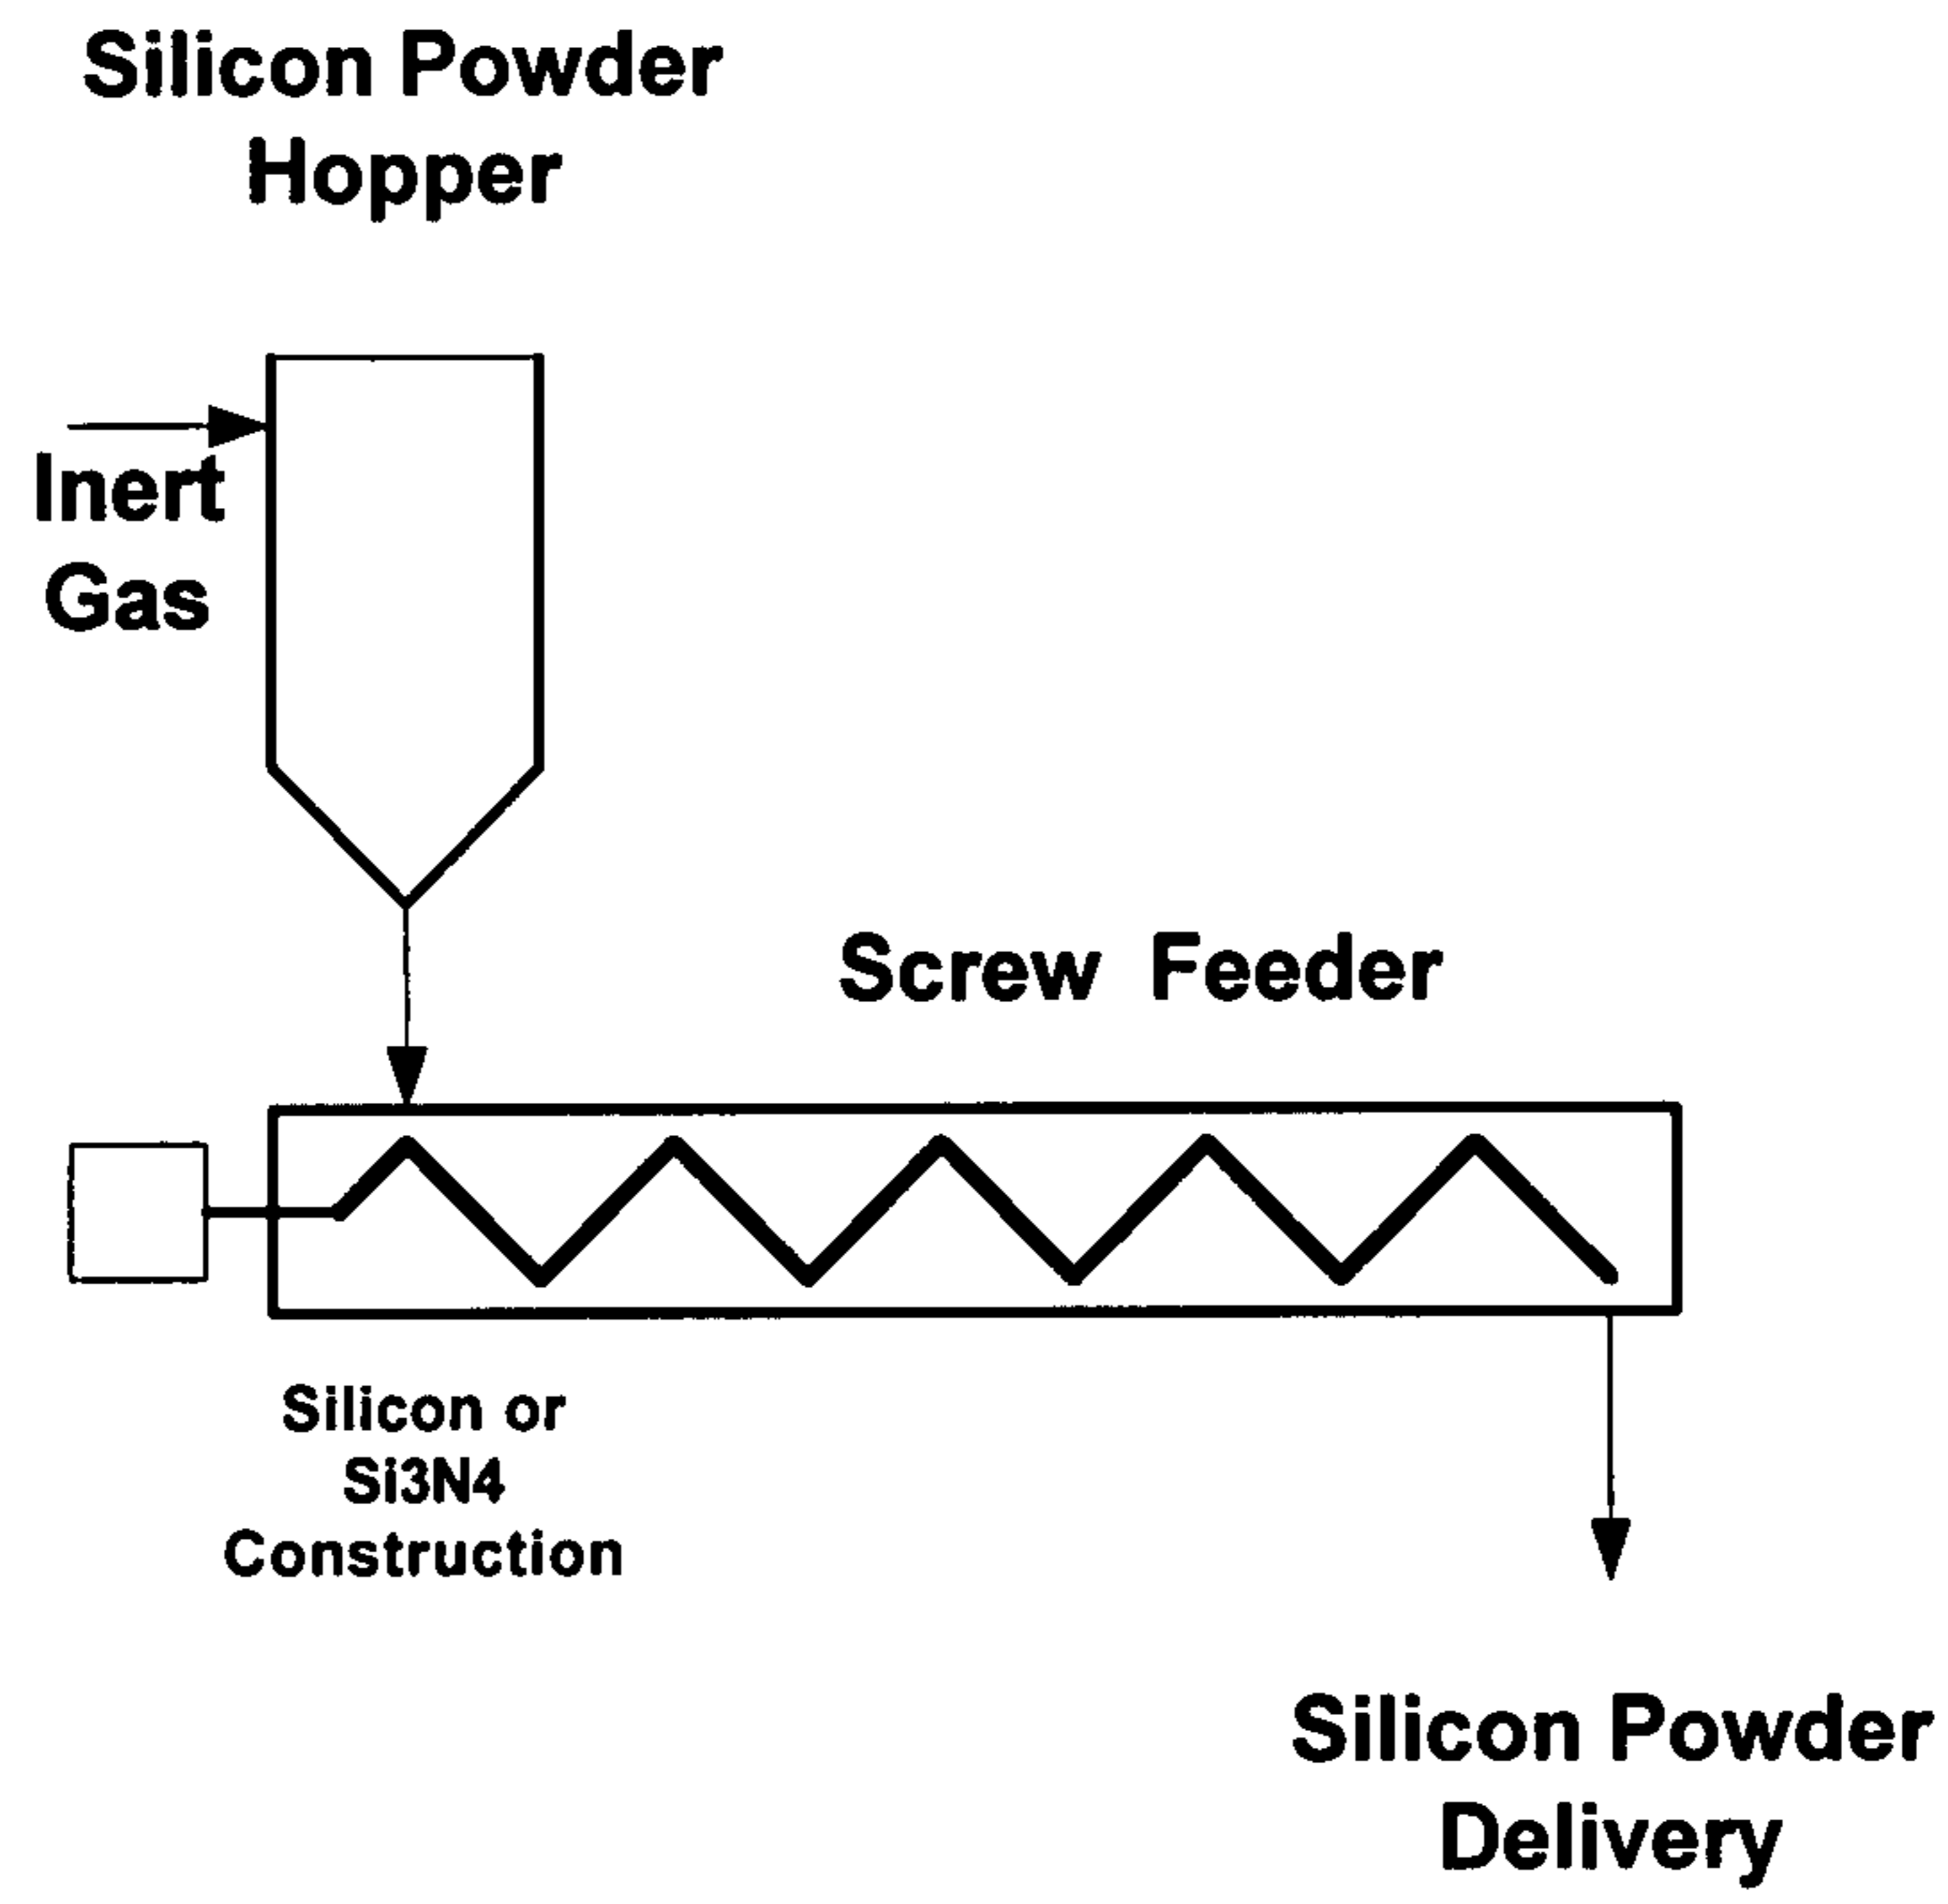 Silicon Powder
Hopper
Inert
Gas
Screw Feeder
Silicon or
Si3N4
Construction
Silicon Powder
Delivery